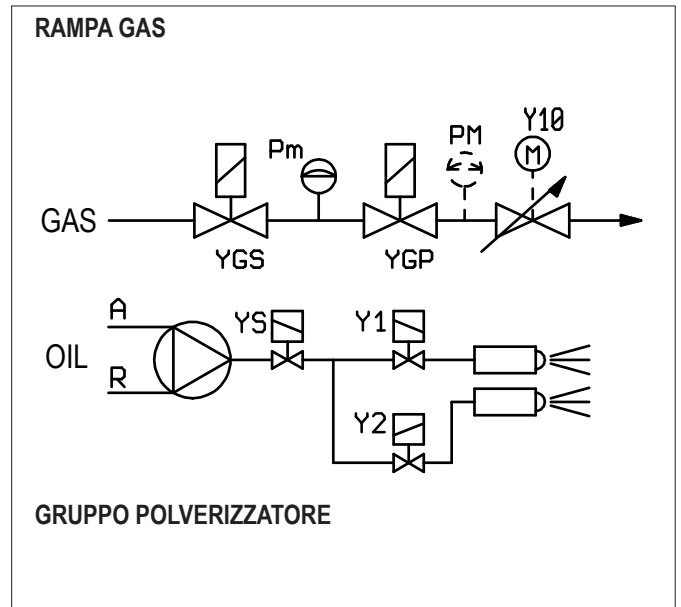 RAMPA GAS
Y10
PM
Pm
M
GAS
YGS
YGP
A
YS
Y1
OIL
R
Y2
GRUPPO POLVERIZZATORE